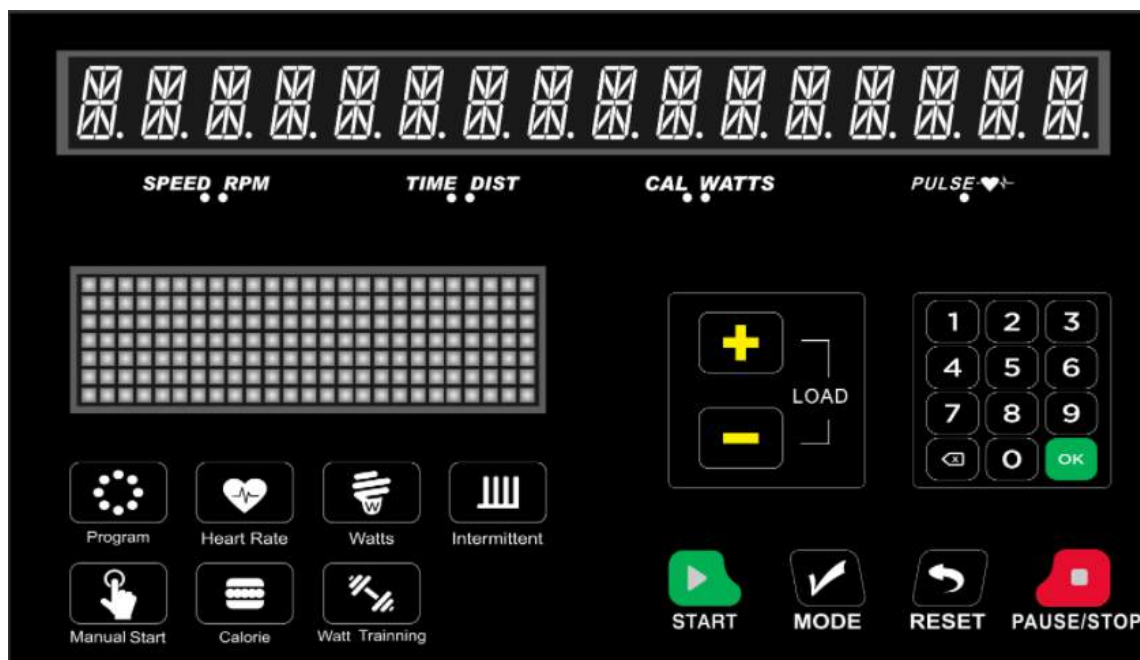 SPEED RPM TIME DIST CAL WATTS PULSE
1 2 3
4 5 6
LOAD
7 8 9
0 OK
W
Program Heart Rate Watts Intermittent
Manual Start Calorie Watt Trainning
START MODE RESET PAUSE/STOP